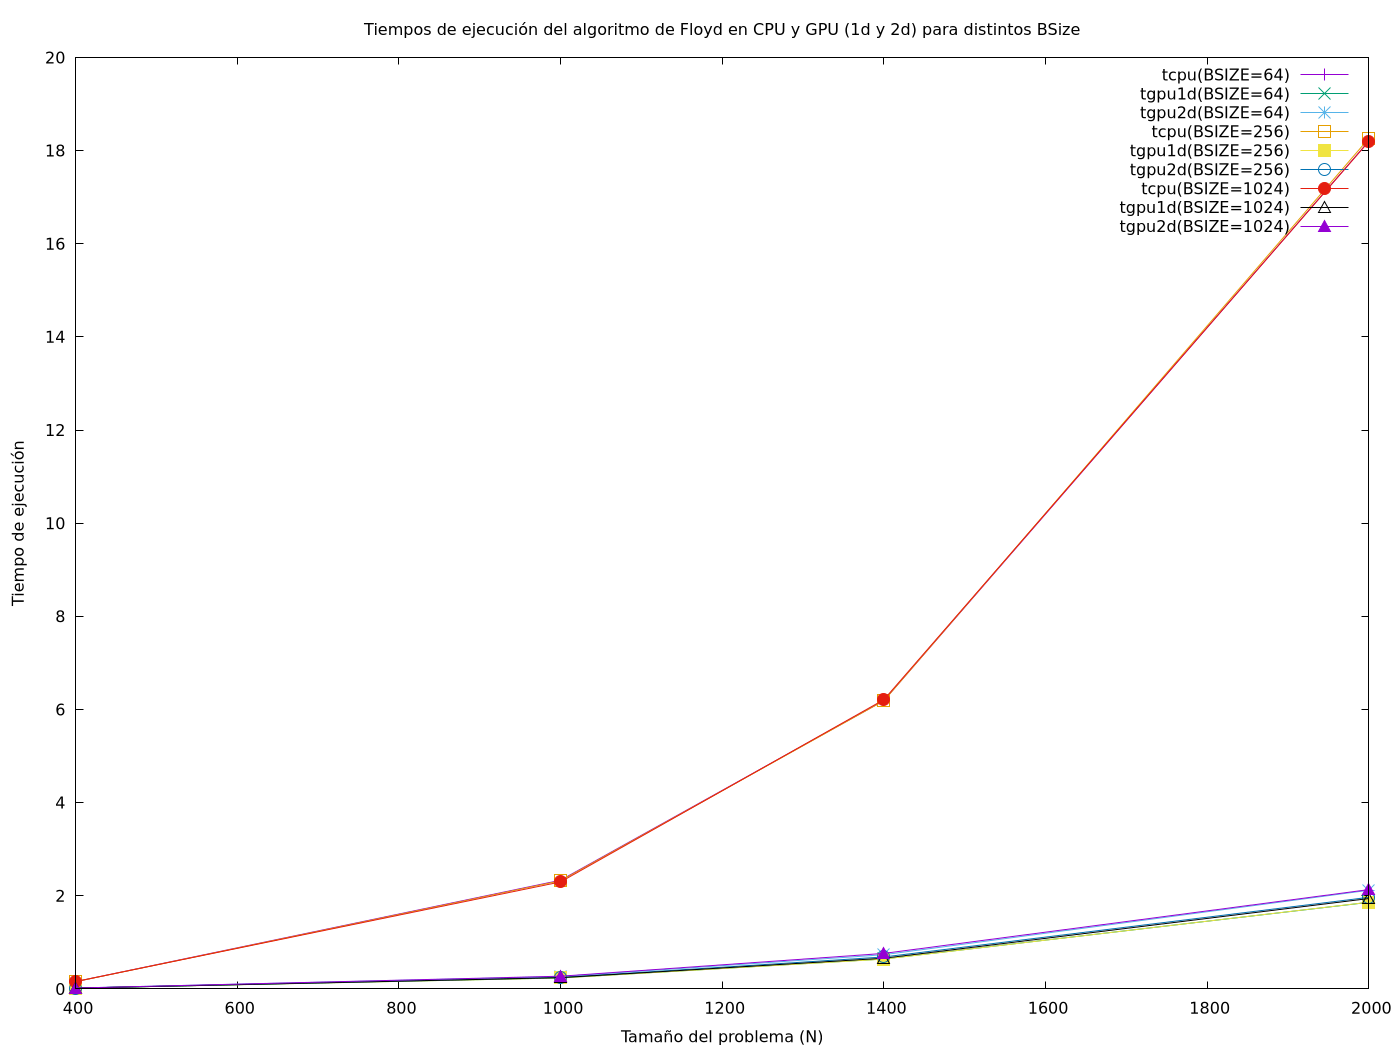 Tiempos de ejecución del algoritmo de Floyd en CPU y GPU (1d y 2d) para distintos BSize
tcpu(BSIZE=64)
tgpu1d(BSIZE=64)
tgpu2d(BSIZE=64)
tcpu(BSIZE=256)
tgpu1d(BSIZE=256)
tgpu2d(BSIZE=256)
tcpu(BSIZE=1024)
tgpu1d(BSIZE=1024)
tgpu2d(BSIZE=1024)
20
18
16
14
12
10
8
6
4
2
0
Tiempo de ejecución
400 600 800 1000 1200 1400 1600 1800 2000
Tamaño del problema (N)